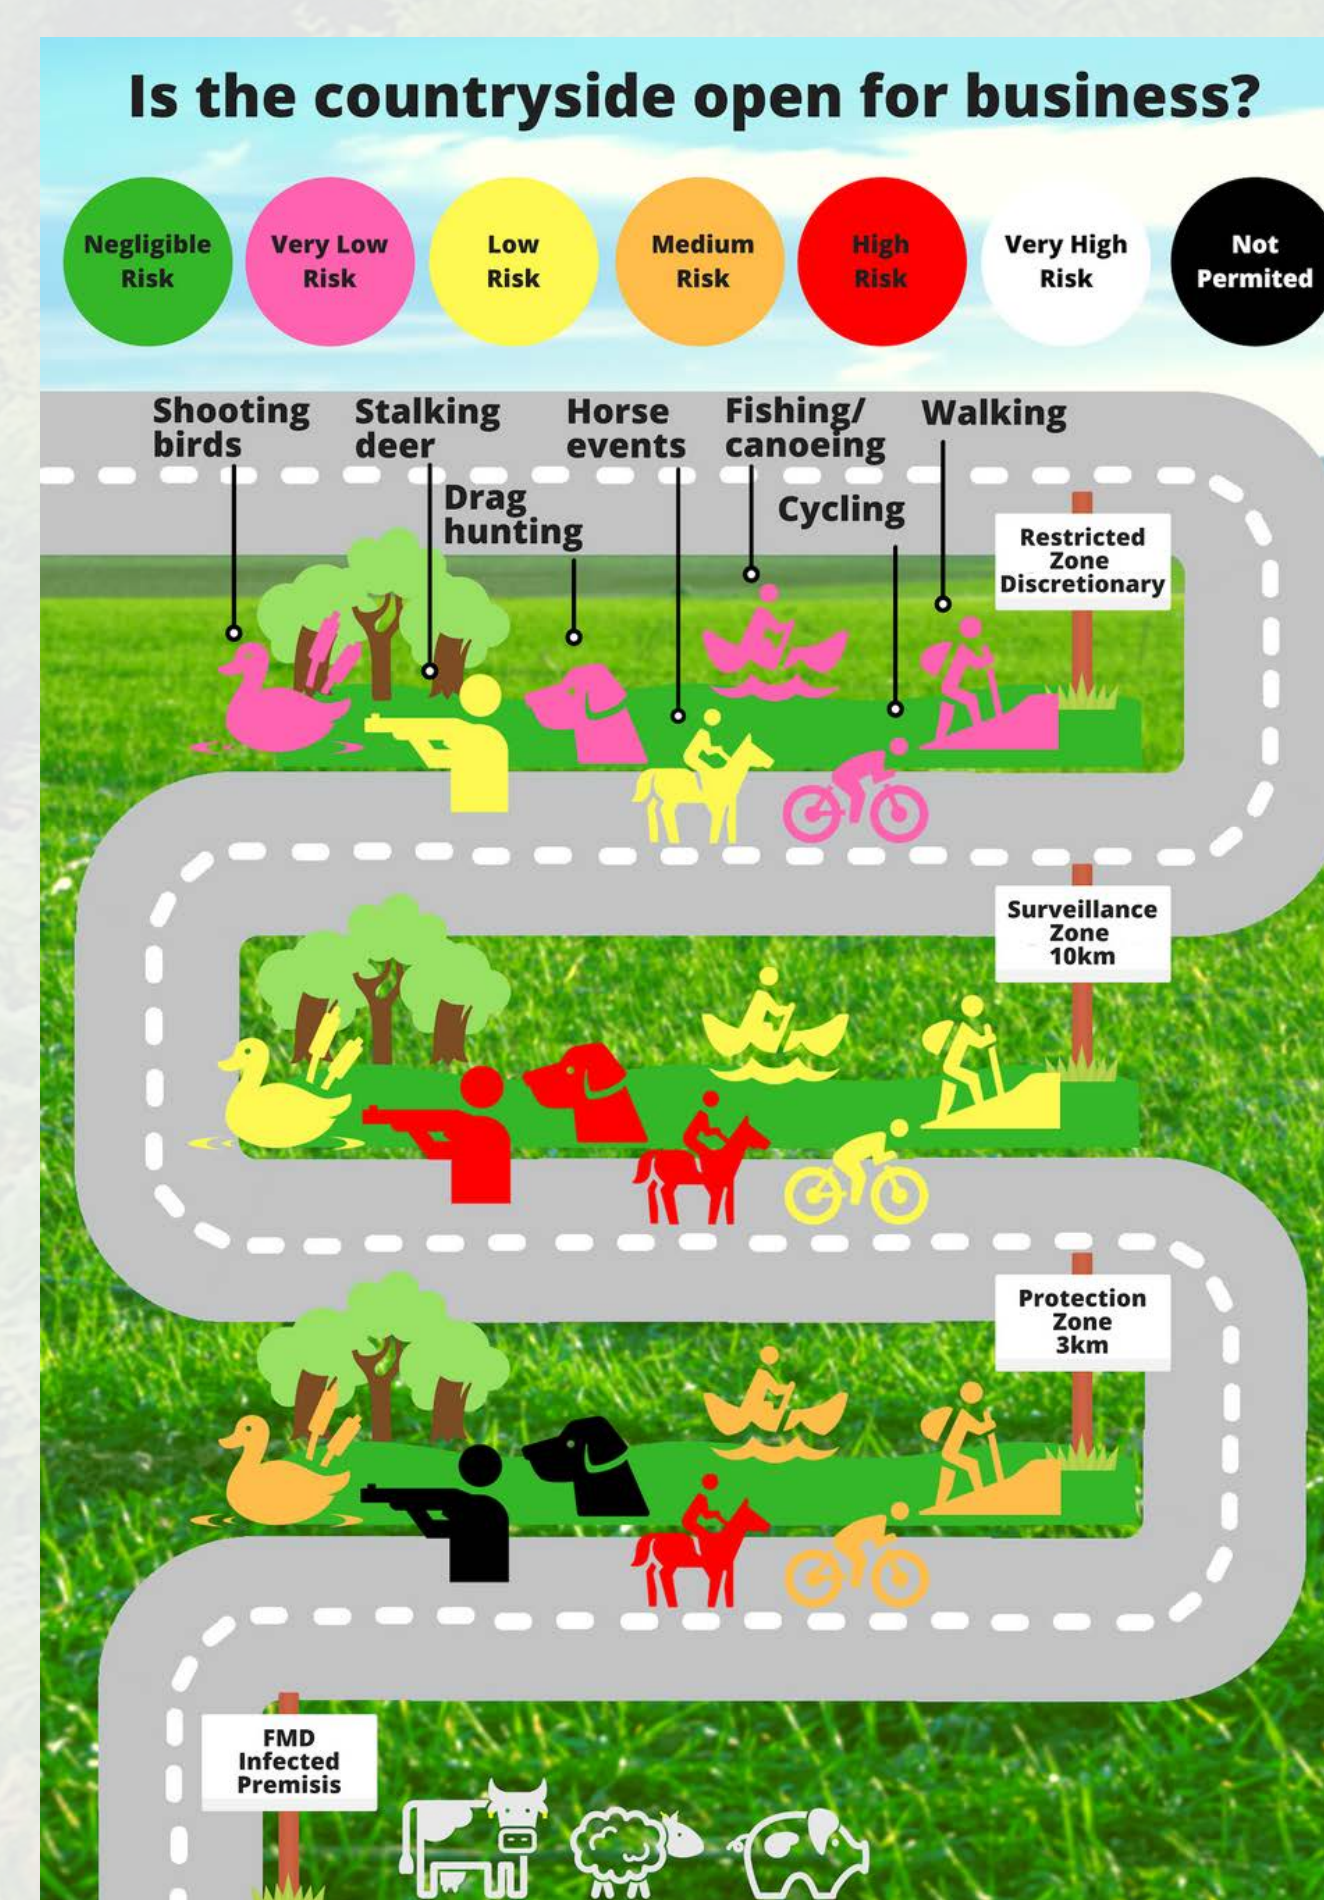 Is the countryside open for business?
Negligible
Risk
Very Low
Risk
Low
Risk
Medium
Risk
High
Risk
Very High
Risk
Not
Permited
Shooting
birds
Stalking
deer
Drag
hunting
Horse
events
Fishing/
canoeing
Cycling
Walking
Restricted
Zone
Discretionary
Surveillance
Zone
10km
Protection
Zone
3km
FMD
Infected
Premisis